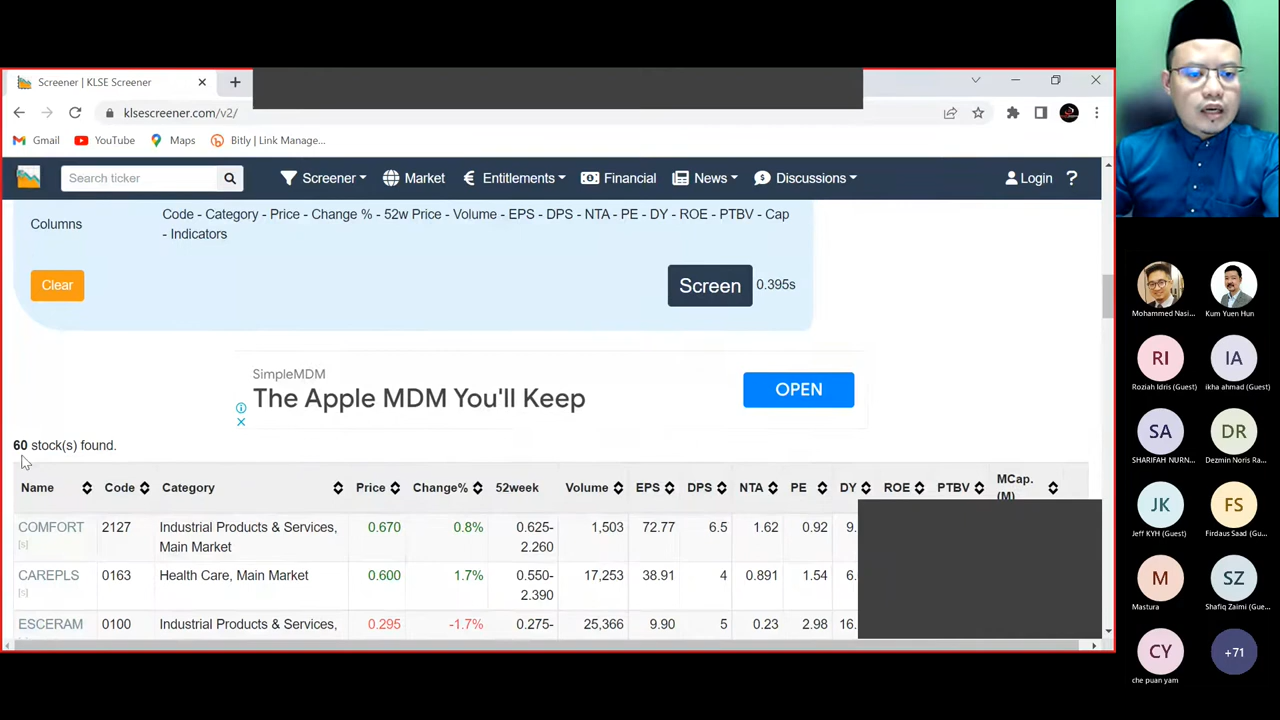 Screener | KLSE Screener
klsescreener.com/v2/
Gmail YouTube Maps Bitly | Link Manage...
Search ticker Screener Market Entitlements Financial News Discussions Login ?
Columns
Code - Category - Price - Change % - 52w Price - Volume - EPS - DPS - NTA - PE - DY - ROE - PTBV - Cap
- Indicators
Clear Screen 0.395s
SimpleMDM
The Apple MDM You'll Keep
OPEN
60 stock(s) found.
Name Code Category Price Change% 52week Volume EPS DPS NTA PE DY ROE PTBV MCap.
(M)
COMFORT 2127 Industrial Products & Services, 0.670 0.8% 0.625- 1,503 72.77 6.5 1.62 0.92 9.
[s] Main Market 2.260
CAREPLS 0163 Health Care, Main Market 0.600 1.7% 0.550- 17,253 38.91 4 0.891 1.54 6.
[s] 2.390
ESCERAM 0100 Industrial Products & Services, 0.295 -1.7% 0.275- 25,366 9.90 5 0.23 2.98 16.
Mohammed Nasi... Kum Yuen Hun
RI IA
Roziah Idris (Guest) ikha ahmad (Guest)
SA DR
SHARIFAH NURN... Dezmin Noris Ra...
JK FS
Jeff KYH (Guest) Firdaus Saad (Gu...
M SZ
Mastura Shafiq Zaimi (Gue...
CY +71
che puan yam